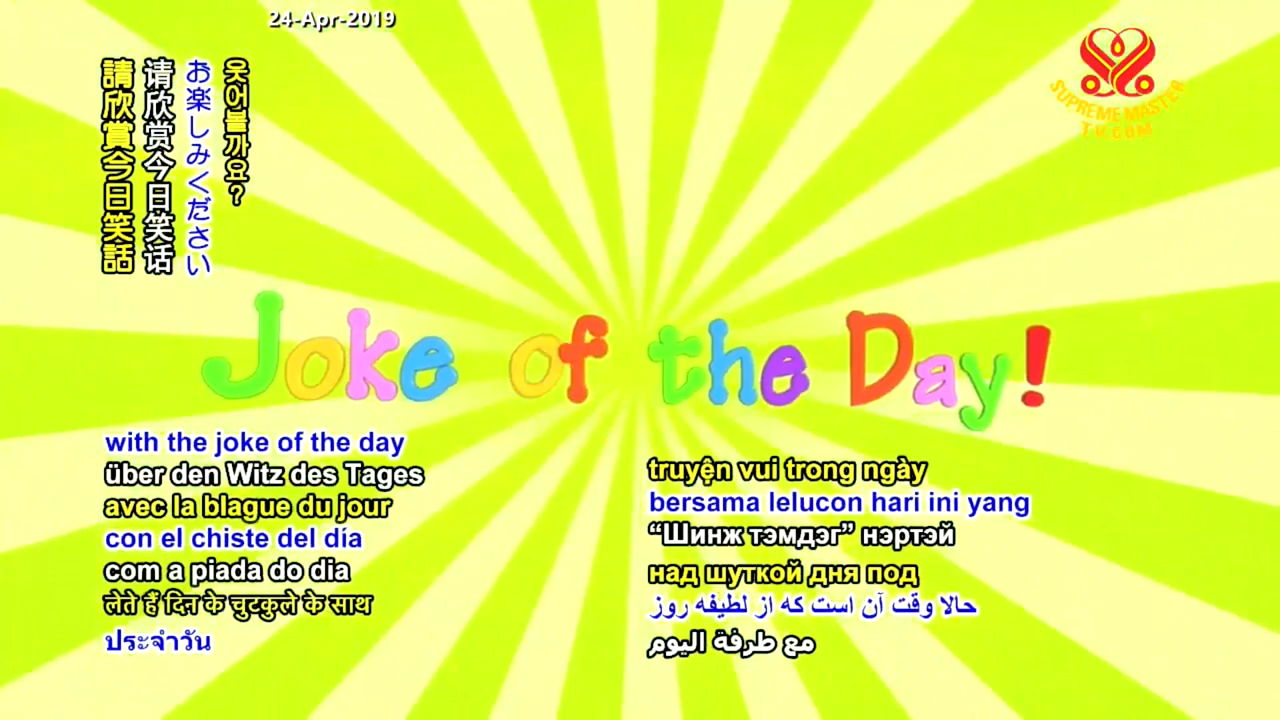 24-Apr-2019
SUPREME MASTER
TV.COM
請欣賞今日笑話
请欣赏今日笑话
お楽しみください
웃어볼까요?
Joke of the Day!
with the joke of the day
über den Witz des Tages
avec la blague du jour
con el chiste del día
com a piada do dia
लेते हैं दिन के चुटकुले के साथ
ประจำวัน
truyện vui trong ngày
bersama lelucon hari ini yang
“Шинж тэмдэг” нэртэй
над шуткой дня под
حالا وقت آن است که از لطیفه روز
مع طرفة اليوم